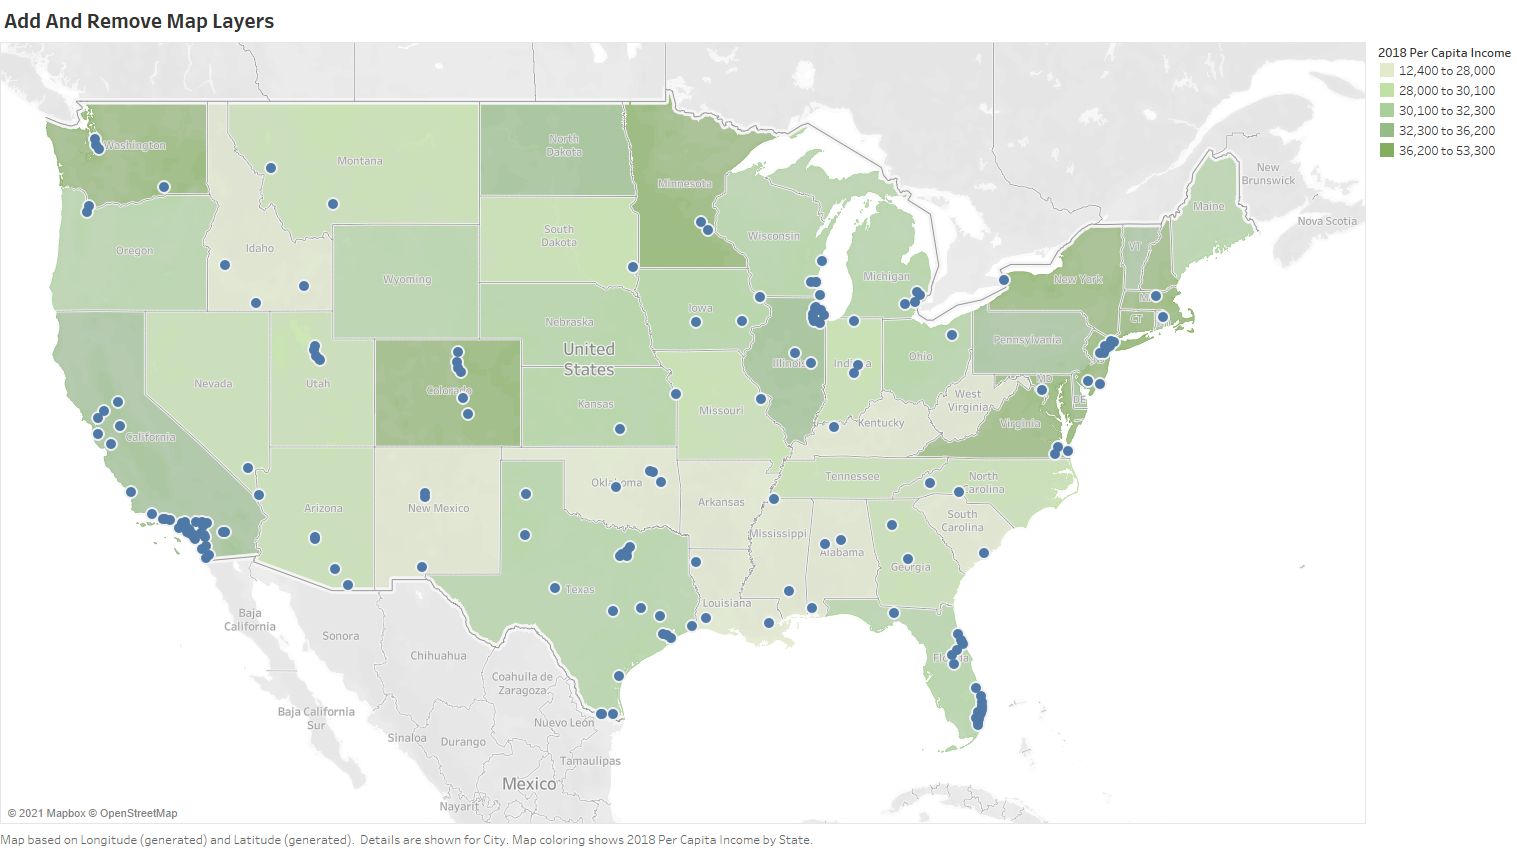 Add And Remove Map Layers
2018 Per Capita Income
12,400 to 28,000
28,000 to 30,100
30,100 to 32,300
32,300 to 36,200
36,200 to 53,300
Washington
Montana
North
Dakota
Minnesota
New
Brunswick
Nova Scotia
Maine
VT
Oregon
Idaho
South
Dakota
Wisconsin
Michigan
New York
Wyoming
Iowa
CT
Nebraska
Pennsylvania
United
States
Illinois
Ohio
Nevada
Utah
Colorado
MD
DE
Kansas
Missouri
West
Virginia
Virginia
Kentucky
California
Tennessee
North
Carolina
Oklahoma
Arkansas
Arizona
New Mexico
South
Carolina
Mississippi
Alabama
Georgia
Texas
Louisiana
Florida
Baja
California
Sonora
Chihuahua
Coahuila de
Zaragoza
Baja California
Sur
Nuevo León
Sinaloa
Durango
Tamaulipas
Mexico
Nayarit
© 2021 Mapbox © OpenStreetMap
Map based on Longitude (generated) and Latitude (generated). Details are shown for City. Map coloring shows 2018 Per Capita Income by State.